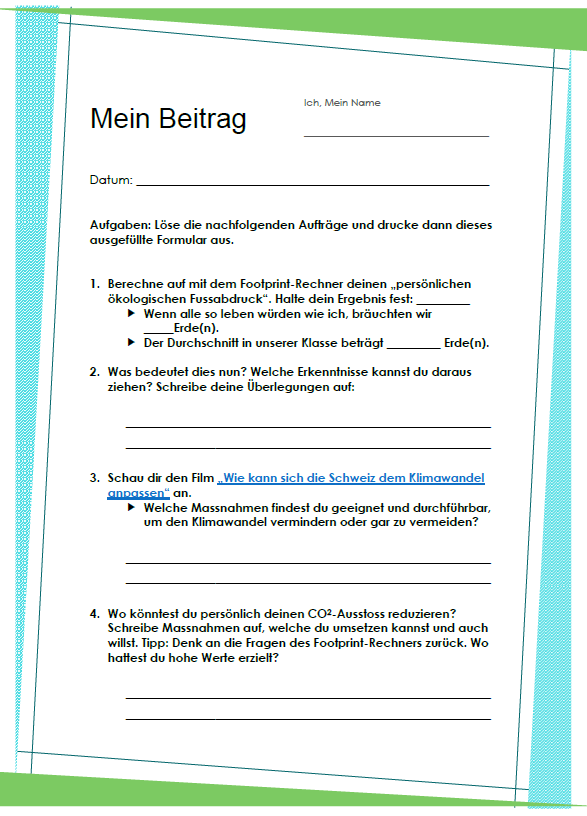 Ich, Mein Name
Mein Beitrag
Datum:
Aufgaben: Löse die nachfolgenden Aufträge und drucke dann dieses
ausgefüllte Formular aus.
1. Berechne auf mit dem Footprint-Rechner deinen „persönlichen
ökologischen Fussabdruck“. Halte dein Ergebnis fest: _________
Wenn alle so leben würden wie ich, bräuchten wir
_____Erde(n).
Der Durchschnitt in unserer Klasse beträgt _________ Erde(n).
2. Was bedeutet dies nun? Welche Erkenntnisse kannst du daraus
ziehen? Schreibe deine Überlegungen auf:
3. Schau dir den Film „Wie kann sich die Schweiz dem Klimawandel
anpassen“ an.
Welche Massnahmen findest du geeignet und durchführbar,
um den Klimawandel vermindern oder gar zu vermeiden?
4. Wo könntest du persönlich deinen CO²-Ausstoss reduzieren?
Schreibe Massnahmen auf, welche du umsetzen kannst und auch
willst. Tipp: Denk an die Fragen des Footprint-Rechners zurück. Wo
hattest du hohe Werte erzielt?